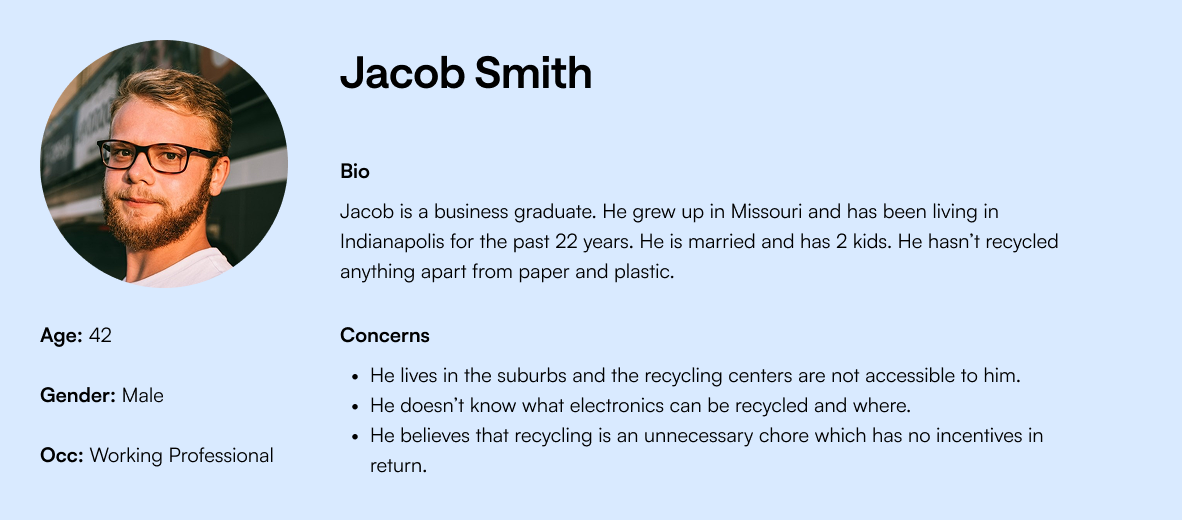 Jacob Smith
Bio
Jacob is a business graduate. He grew up in Missouri and has been living in
Indianapolis for the past 22 years. He is married and has 2 kids. He hasn’t recycled
anything apart from paper and plastic.
Age: 42
Gender: Male
Occ: Working Professional
Concerns
• He lives in the suburbs and the recycling centers are not accessible to him.
• He doesn’t know what electronics can be recycled and where.
• He believes that recycling is an unnecessary chore which has no incentives in
return.